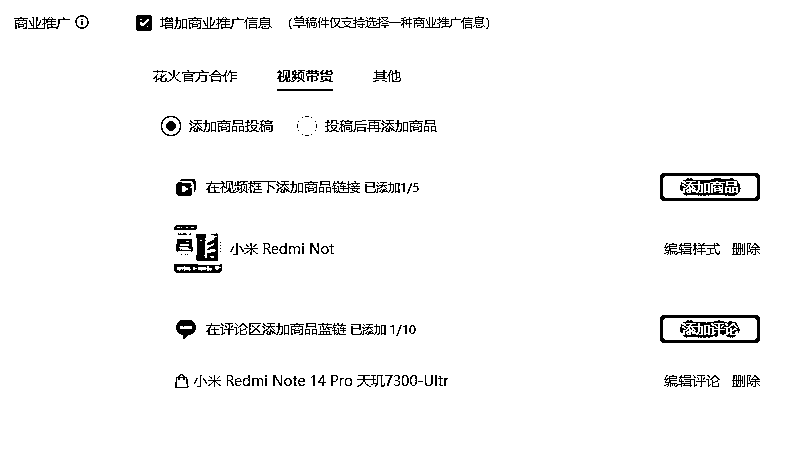 商业推广 增加商业推广信息 (草稿件仅支持选择一种商业推广信息)
花火官方合作 视频带货 其他
添加商品投稿 投稿后再添加商品
在视频框下添加商品链接 已添加1/5 添加商品
小米 Redmi Not 编辑样式 删除
在评论区添加商品蓝链 已添加 1/10 添加评论
小米 Redmi Note 14 Pro 天玑7300-Ultr 编辑评论 删除